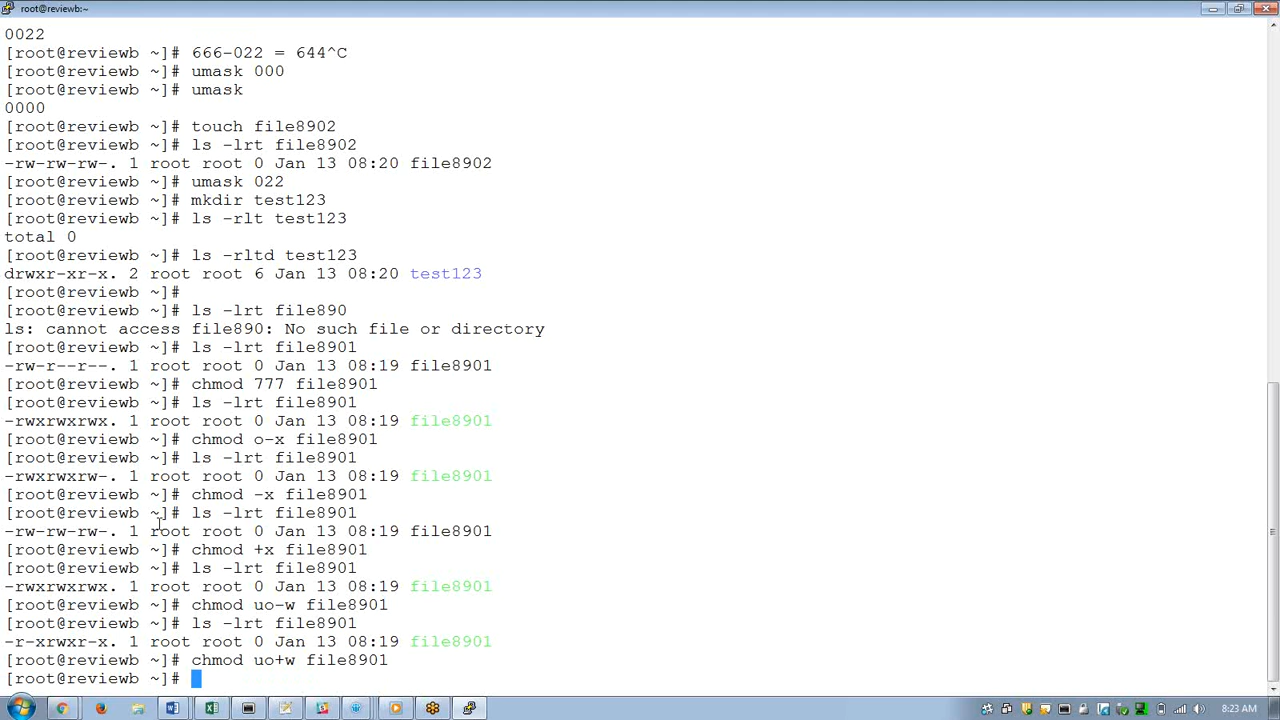 root@reviewb:~
0022
[root@reviewb ~]# 666-022 = 644^C
[root@reviewb ~]# umask 000
[root@reviewb ~]# umask
0000
[root@reviewb ~]# touch file8902
[root@reviewb ~]# ls -lrt file8902
-rw-rw-rw-. 1 root root 0 Jan 13 08:20 file8902
[root@reviewb ~]# umask 022
[root@reviewb ~]# mkdir test123
[root@reviewb ~]# ls -rlt test123
total 0
[root@reviewb ~]# ls -rltd test123
drwxr-xr-x. 2 root root 6 Jan 13 08:20 test123
[root@reviewb ~]#
[root@reviewb ~]# ls -lrt file890
ls: cannot access file890: No such file or directory
[root@reviewb ~]# ls -lrt file8901
-rw-r--r--. 1 root root 0 Jan 13 08:19 file8901
[root@reviewb ~]# chmod 777 file8901
[root@reviewb ~]# ls -lrt file8901
-rwxrwxrwx. 1 root root 0 Jan 13 08:19 file8901
[root@reviewb ~]# chmod o-x file8901
[root@reviewb ~]# ls -lrt file8901
-rwxrwxrw-. 1 root root 0 Jan 13 08:19 file8901
[root@reviewb ~]# chmod -x file8901
[root@reviewb ~]# ls -lrt file8901
-rw-rw-rw-. 1 root root 0 Jan 13 08:19 file8901
[root@reviewb ~]# chmod +x file8901
[root@reviewb ~]# ls -lrt file8901
-rwxrwxrwx. 1 root root 0 Jan 13 08:19 file8901
[root@reviewb ~]# chmod uo-w file8901
[root@reviewb ~]# ls -lrt file8901
-r-xrwxr-x. 1 root root 0 Jan 13 08:19 file8901
[root@reviewb ~]# chmod uo+w file8901
[root@reviewb ~]#
8:23 AM